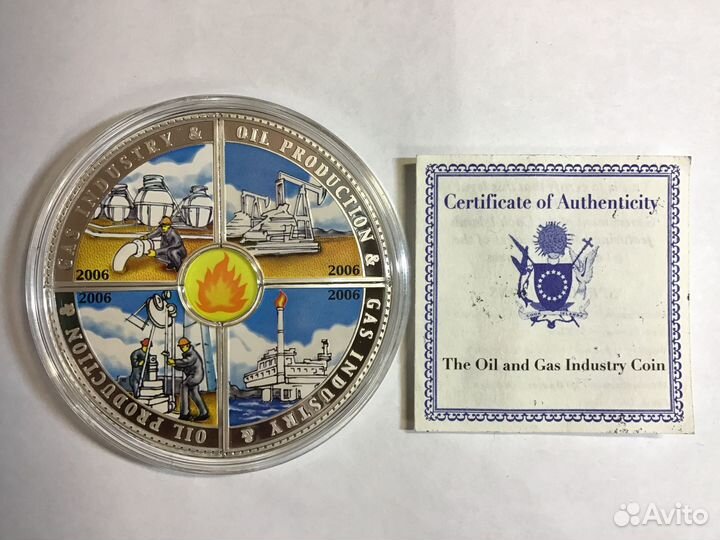 GAS INDUSTRY & OIL PRODUCTION & GAS INDUSTRY & OIL PRODUCTION &
2006
2006
2006
2006
Certificate of Authenticity
The Oil and Gas Industry Coin
Avito